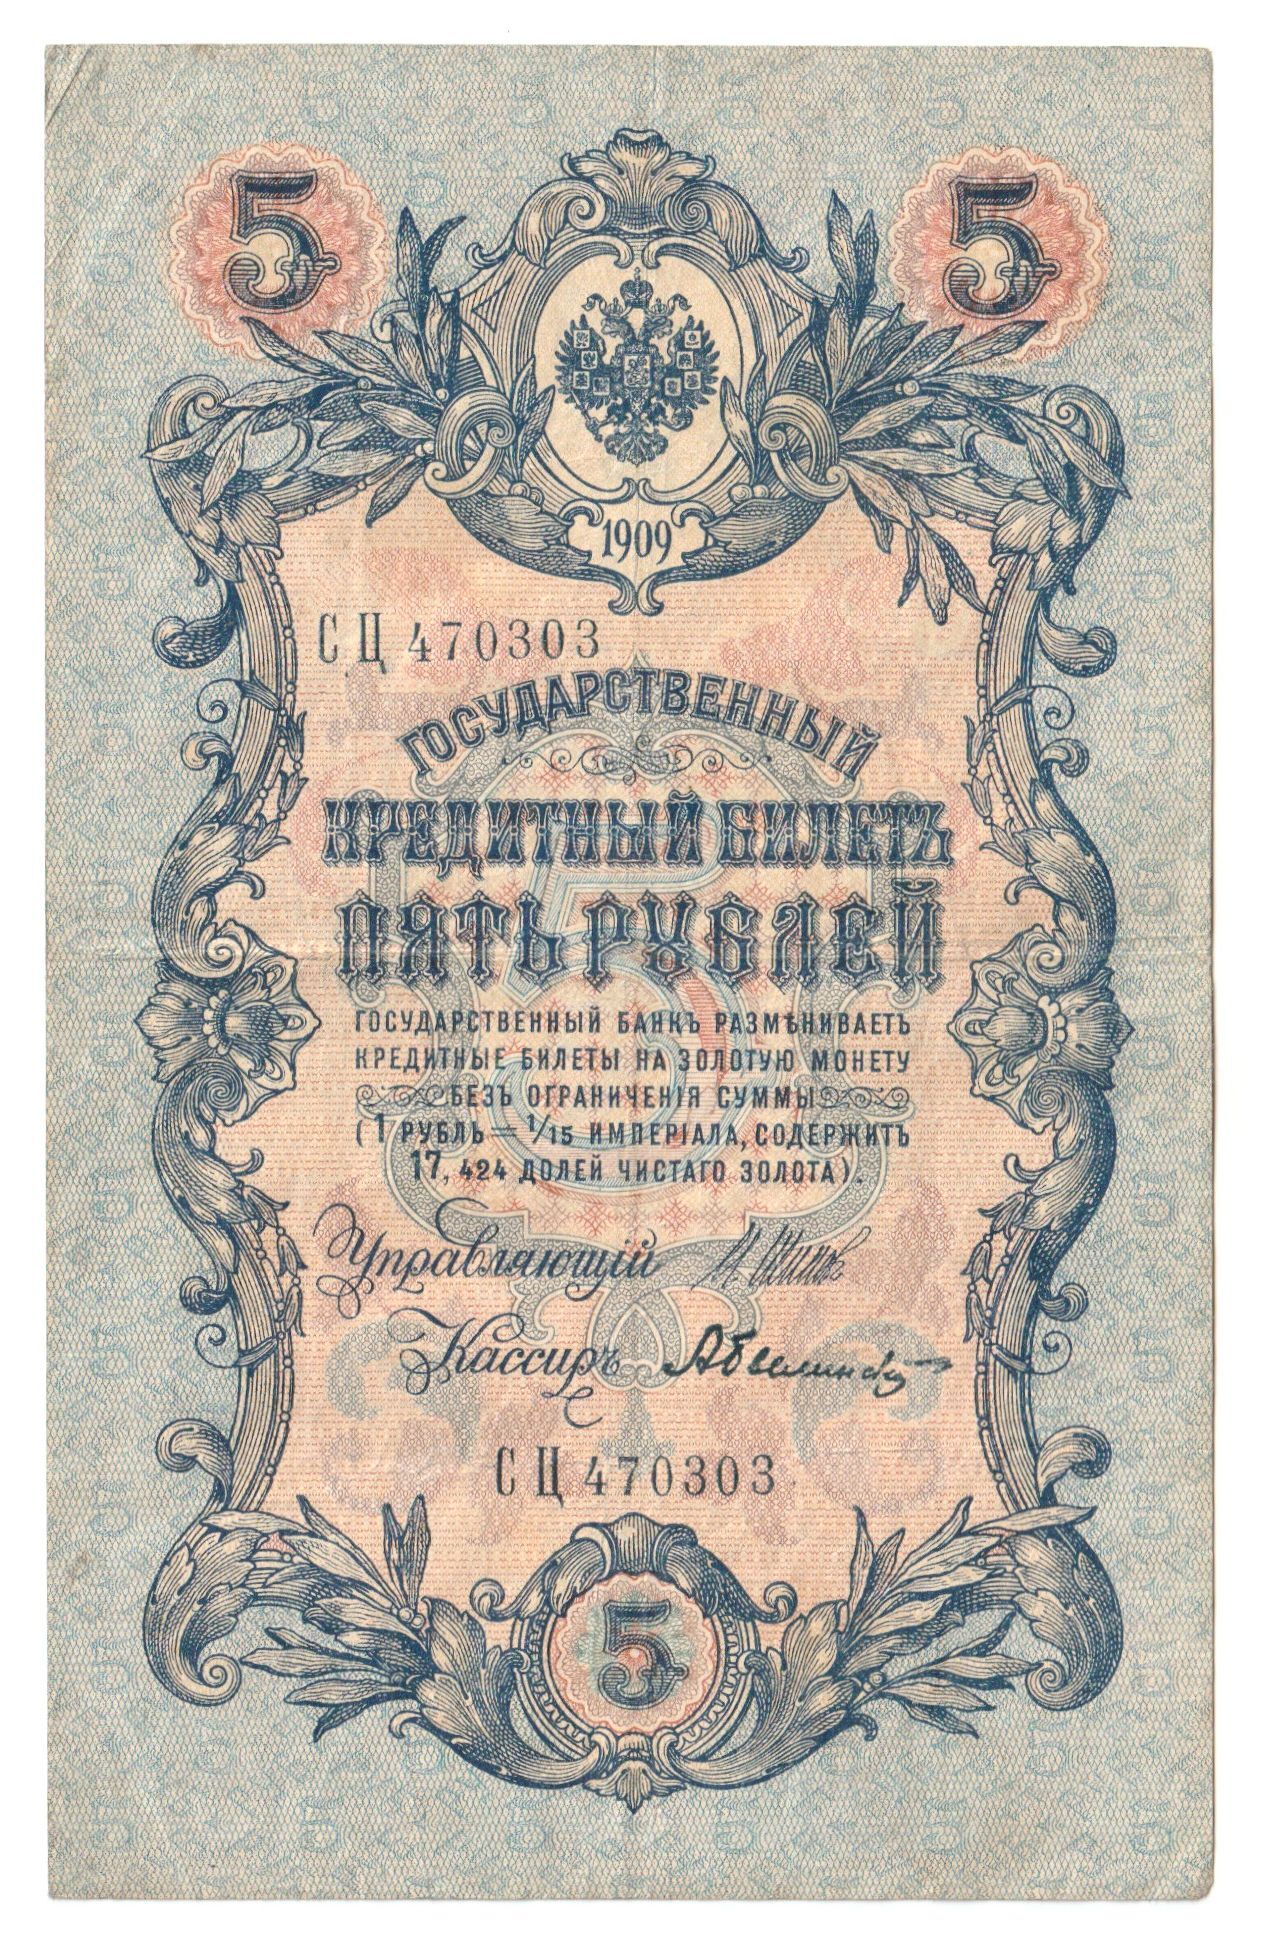 5 5
1909
СЦ 470303
ГОСУДАРСТВЕННЫЙ
КРЕДИТНЫЙ БИЛЕТЪ
ПЯТЬ РУБЛЕЙ
ГОСУДАРСТВЕННЫЙ БАНКЪ РАЗМѢНИВАЕТЪ
КРЕДИТНЫЕ БИЛЕТЫ НА ЗОЛОТУЮ МОНЕТУ
БЕЗЪ ОГРАНИЧЕНІЯ СУММЫ
(1 РУБЛЬ = 1/15 ИМПЕРІАЛА, СОДЕРЖИТЪ
17,424 ДОЛЕЙ ЧИСТАГО ЗОЛОТА).
Управляющій И. Шипов
Кассиръ
СЦ 470303
5